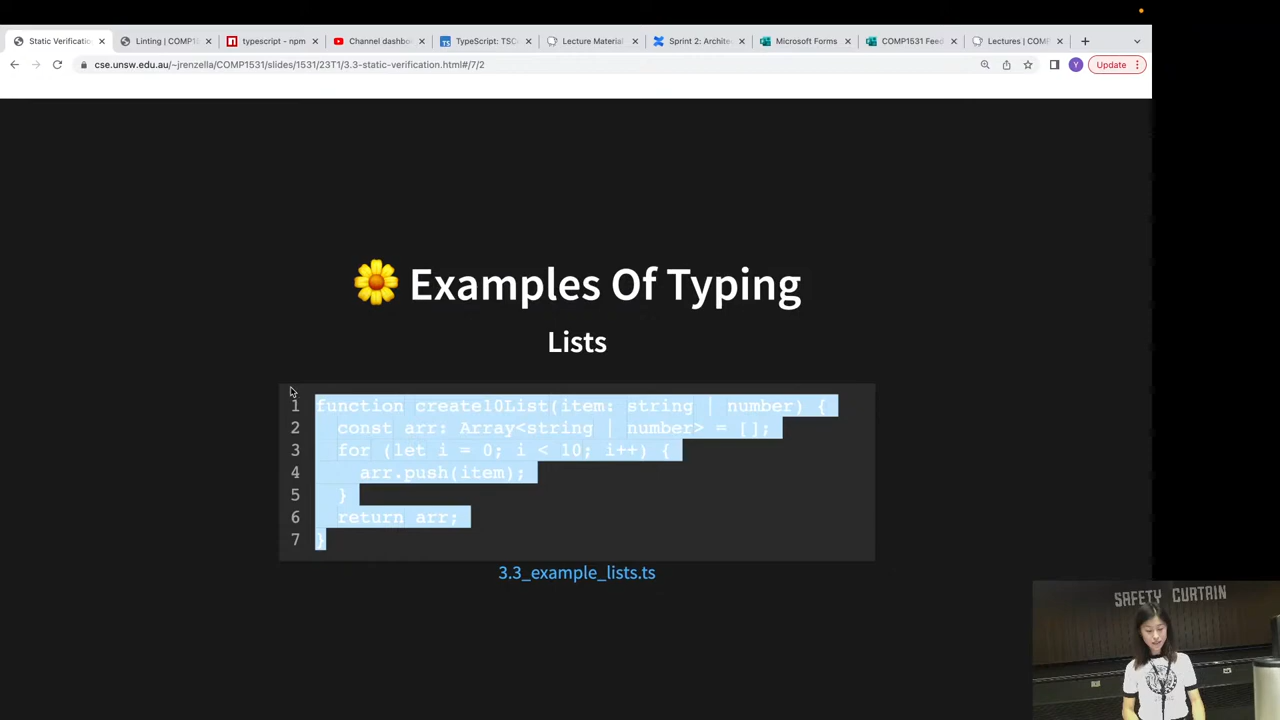 Static Verificatio
Linting | COMP1
typescript - npm
Channel dashbo
TypeScript: TSC
Lecture Material
Sprint 2: Archite
Microsoft Forms
COMP1531 Feed
Lectures | COMP
cse.unsw.edu.au/~jrenzella/COMP1531/slides/1531/23T1/3.3-static-verification.html#/7/2
Y
Update
Examples Of Typing
Lists
1 function create10List(item: string | number) {
2 const arr: Array<string | number> = [];
3 for (let i = 0; i < 10; i++) {
4 arr.push(item);
5 }
6 return arr;
7 }
3.3_example_lists.ts
SAFETY CURTAIN